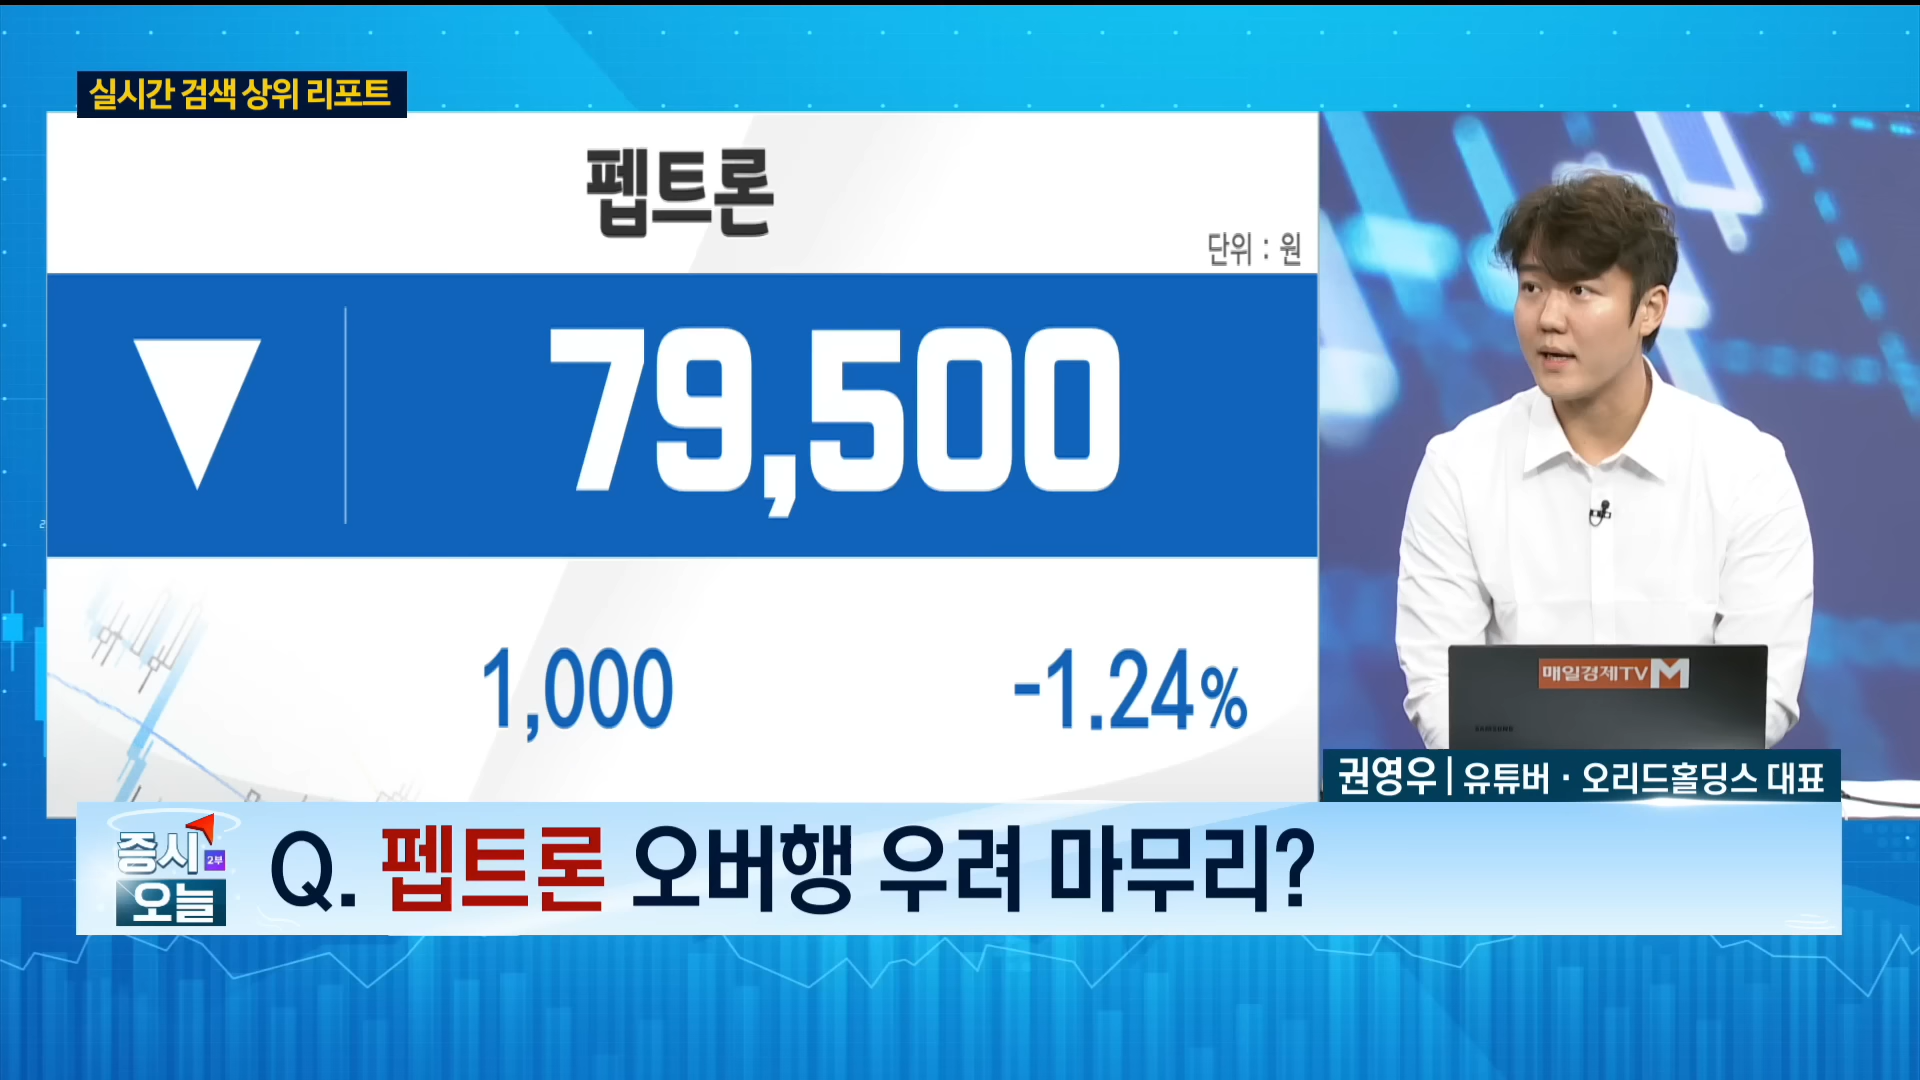 실시간 검색 상위 리포트
펩트론
단위 : 원
▼ 79,500
1,000 -1.24%
매일경제TV M
SAMSUNG
권영우 | 유튜버 · 오리드홀딩스 대표
증시 2부
오늘
Q. 펩트론 오버행 우려 마무리?